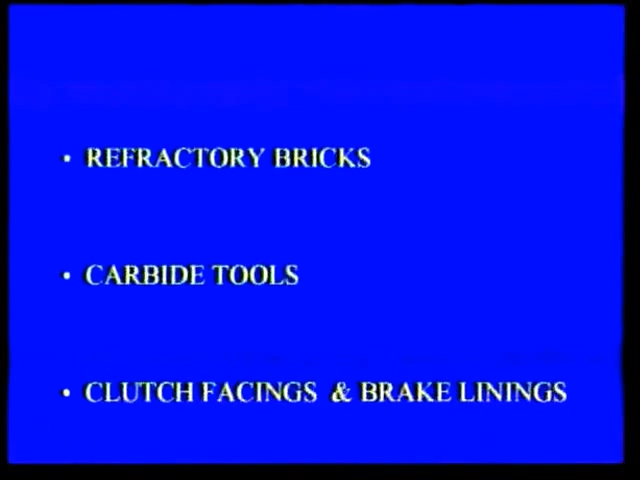 • REFRACTORY BRICKS
• CARBIDE TOOLS
• CLUTCH FACINGS & BRAKE LININGS